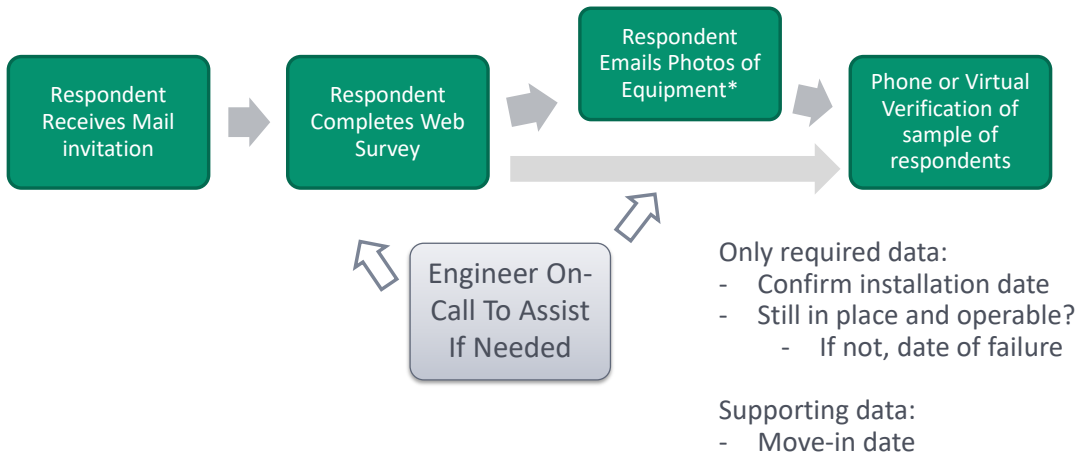 Respondent
Receives Mail
invitation
Respondent
Completes Web
Survey
Respondent
Emails Photos of
Equipment*
Phone or Virtual
Verification of
sample of
respondents
Engineer On-
Call To Assist
If Needed
Only required data:
- Confirm installation date
- Still in place and operable?
- If not, date of failure
Supporting data:
- Move-in date